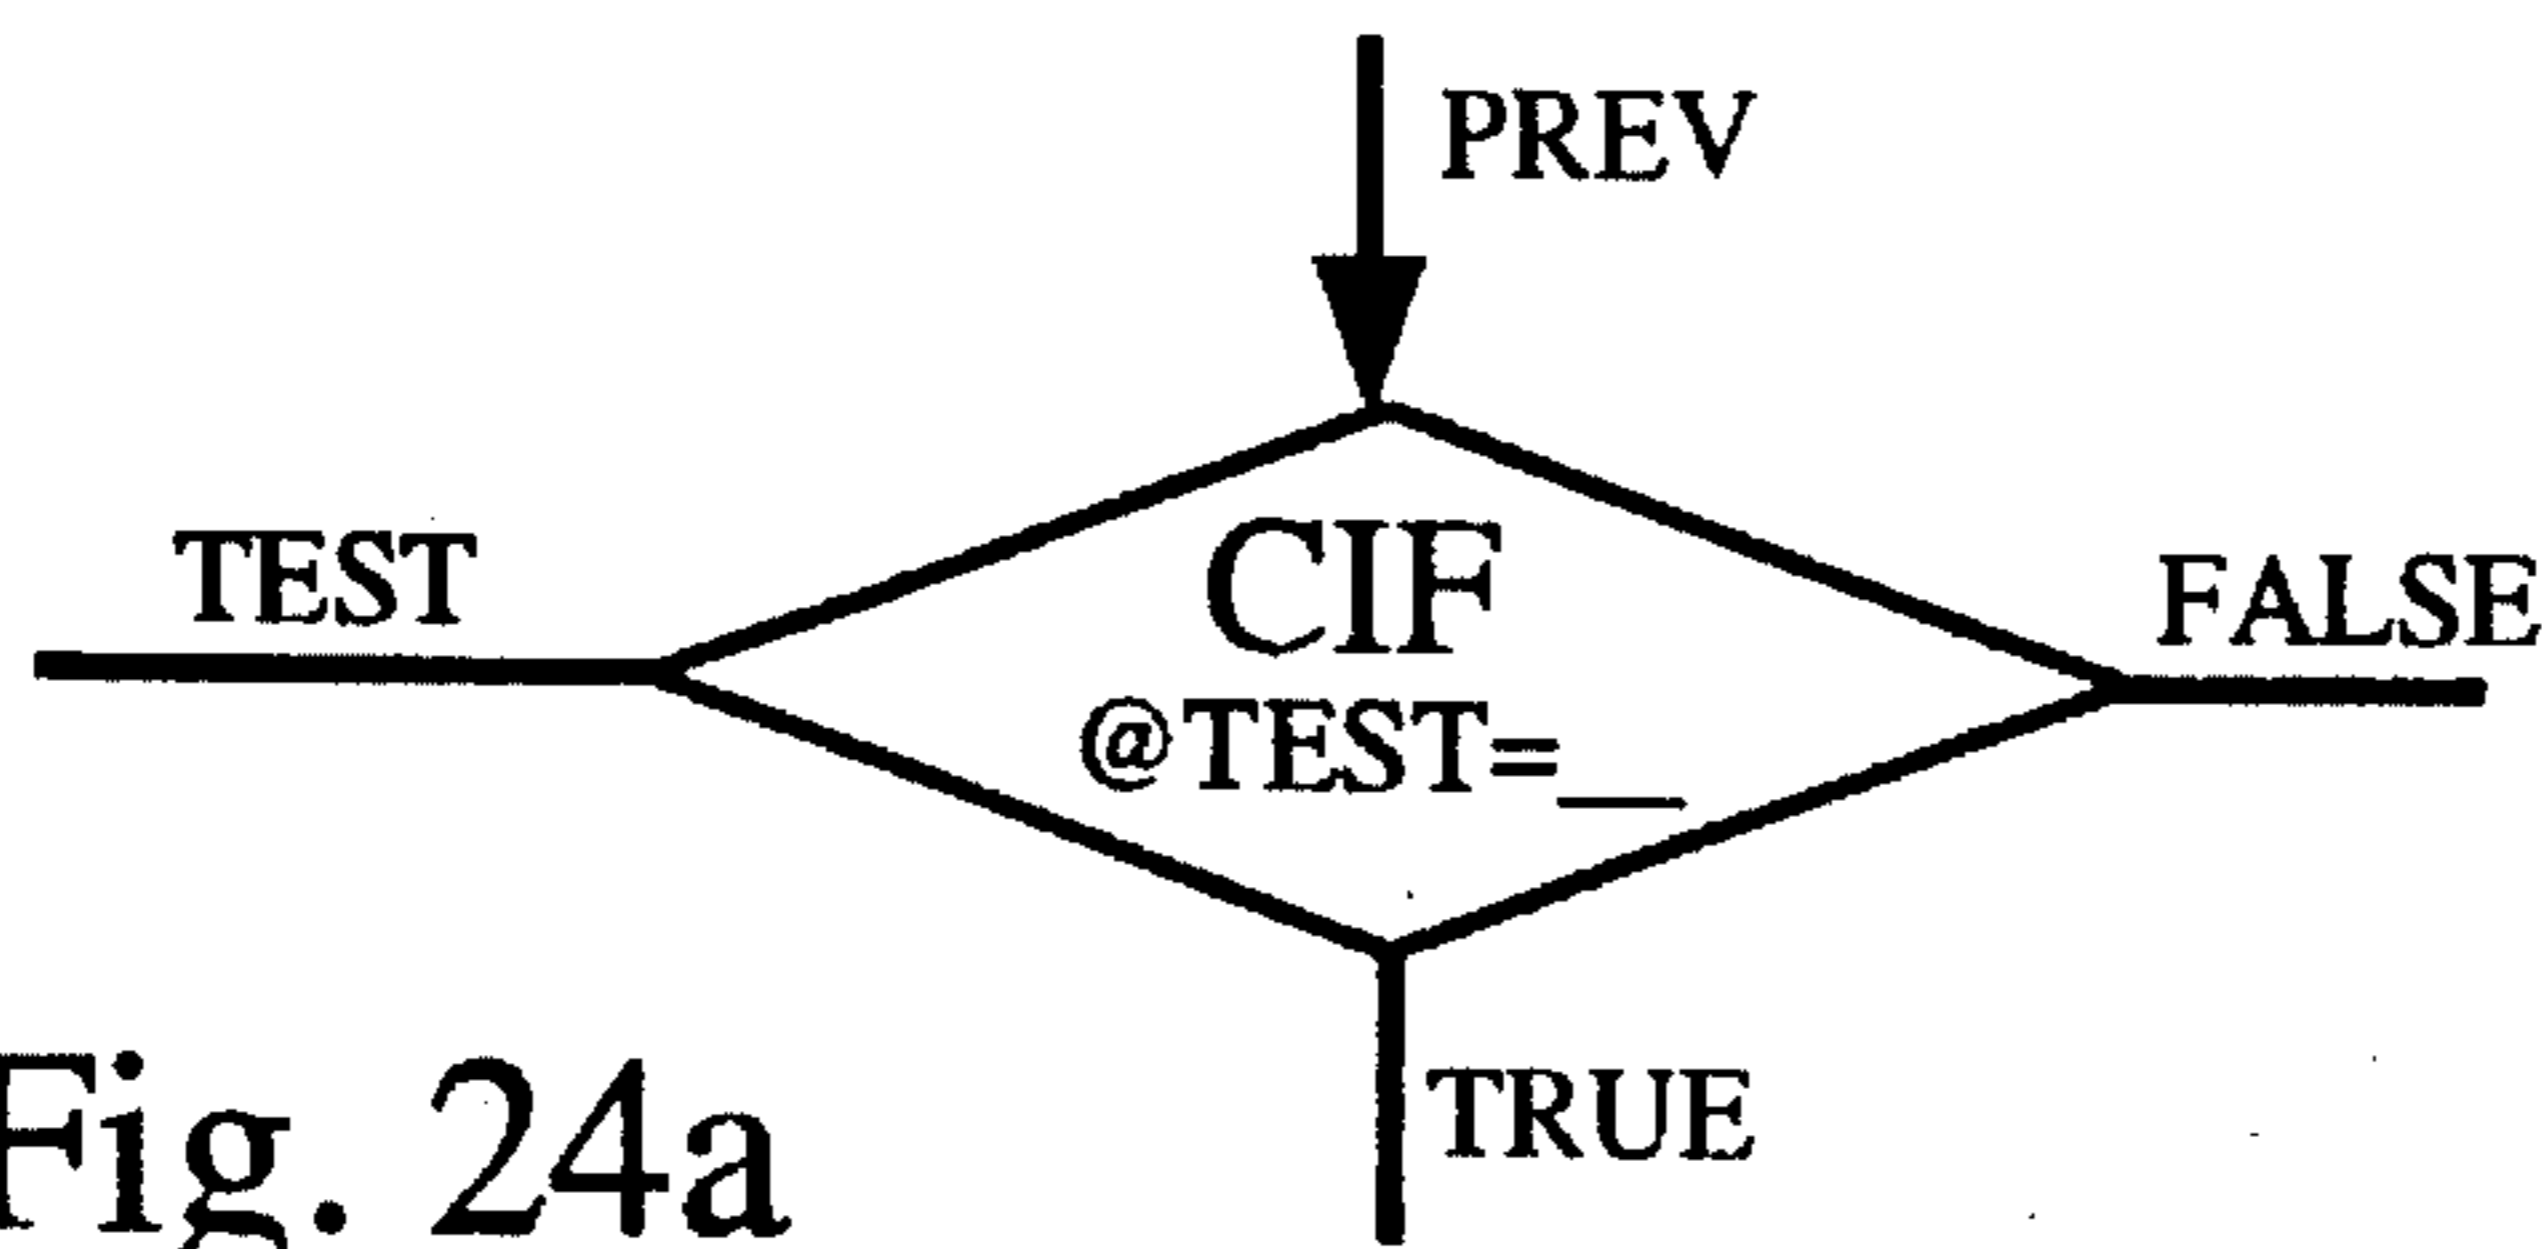 PREV
TEST
CIF
FALSE
@TEST=__
TRUE
Fig. 24a